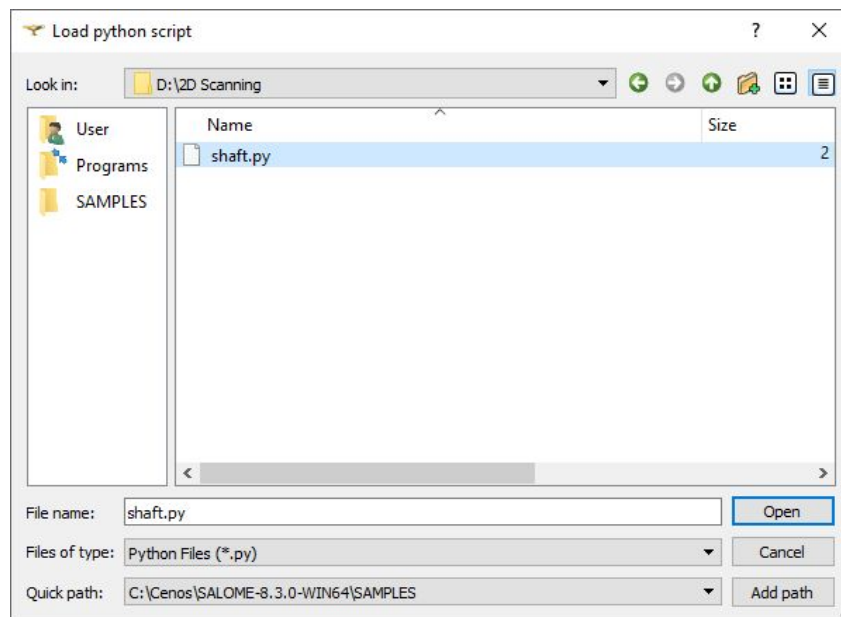 Load python script
?
Look in: D:\2D Scanning
User
Programs
SAMPLES
Name Size
shaft.py 2
File name: shaft.py Open
Files of type: Python Files (*.py) Cancel
Quick path: C:\Cenos\SALOME-8.3.0-WIN64\SAMPLES Add path